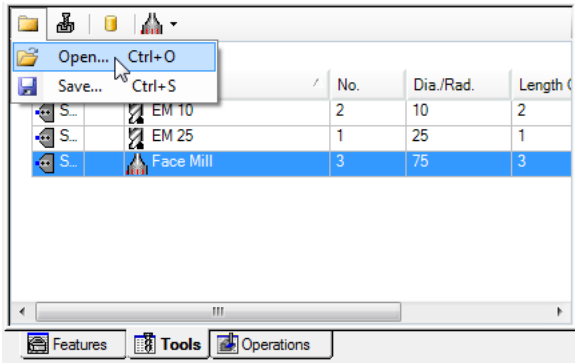 Open... Ctrl+O
Save... Ctrl+S
No. Dia./Rad. Length (
S... EM 10 2 10 2
S... EM 25 1 25 1
S... Face Mill 3 75 3
Features Tools Operations